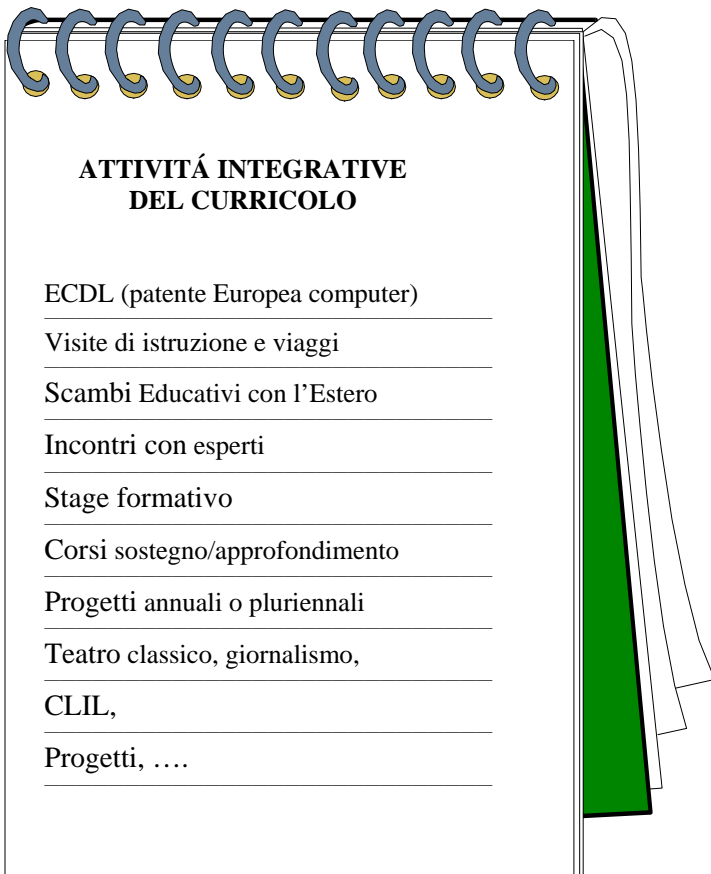 ATTIVITÁ INTEGRATIVE
DEL CURRICOLO
ECDL (patente Europea computer)
Visite di istruzione e viaggi
Scambi Educativi con l’Estero
Incontri con esperti
Stage formativo
Corsi sostegno/approfondimento
Progetti annuali o pluriennali
Teatro classico, giornalismo,
CLIL,
Progetti, ….